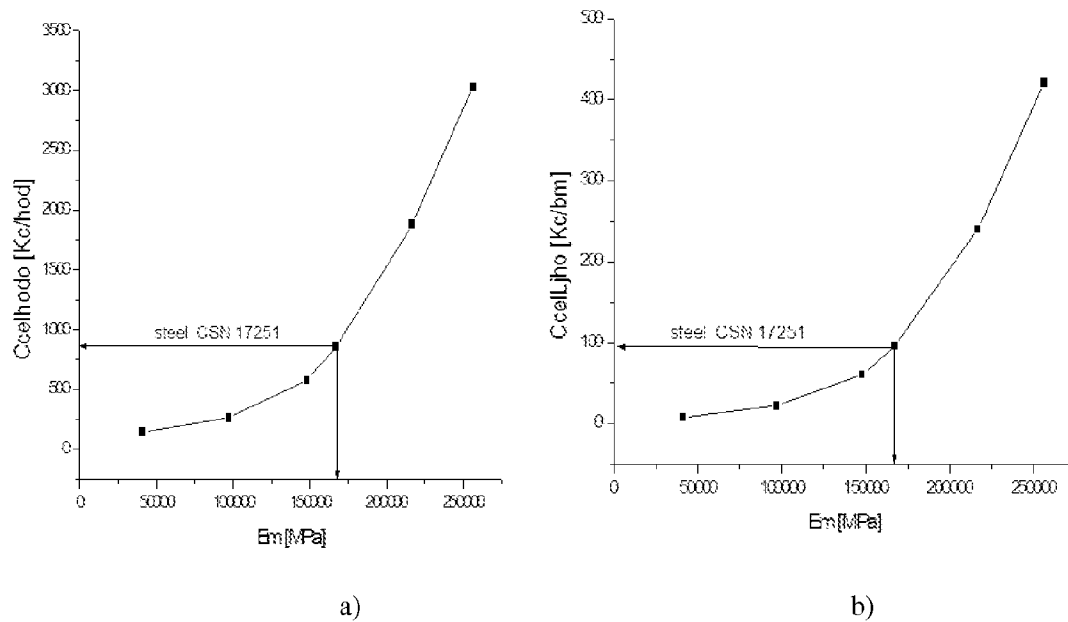 3500
3000
2500
2000
1500
1000
500
0
Ccelhodo [Kc/hod]
steel CSN 17251
0 50000 100000 150000 200000 250000
Em [MPa]
a)
500
400
300
200
100
0
CcelLjho [Kc/bm]
steel CSN 17251
0 50000 100000 150000 200000 250000
Em [MPa]
b)